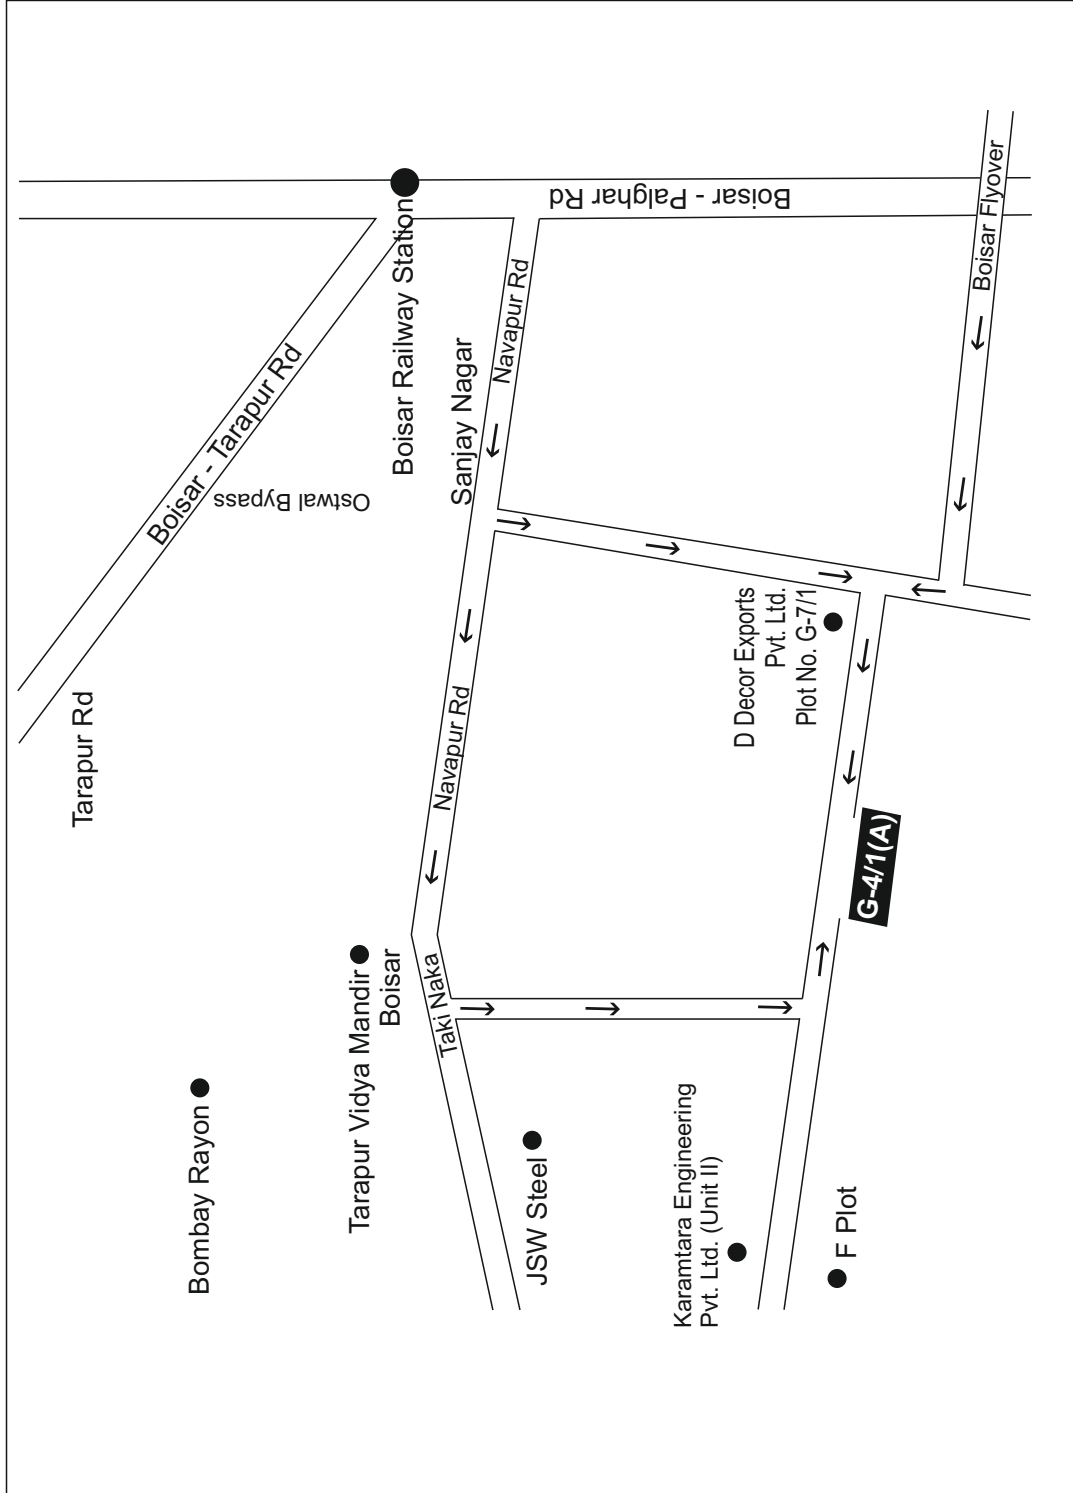 Tarapur Rd
Boisar - Tarapur Rd
Ostwal Bypass
Boisar Railway Station
Boisar - Palghar Rd
Sanjay Nagar
Navapur Rd
Boisar Flyover
Bombay Rayon
Tarapur Vidya Mandir
Boisar
Taki Naka
Navapur Rd
JSW Steel
D Decor Exports
Pvt. Ltd.
Plot No. G-7/1
Karamtara Engineering
Pvt. Ltd. (Unit II)
G-4/1(A)
F Plot